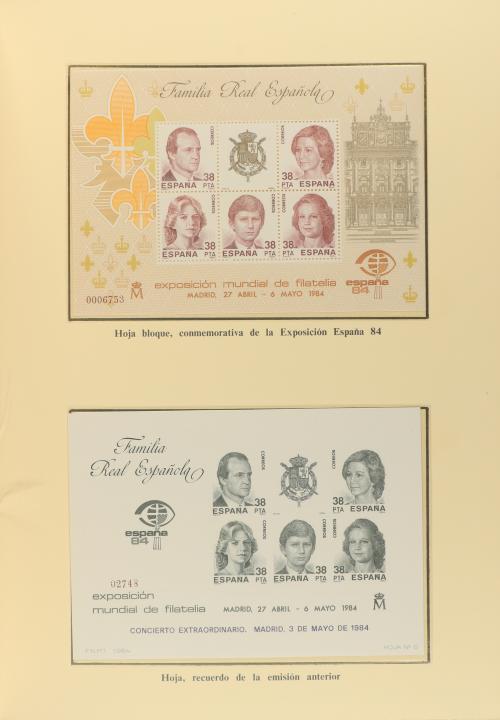 Familia Real Española
38
PTA
ESPAÑA
CORREOS
38
PTA
ESPAÑA
CORREOS
38
PTA
ESPAÑA
CORREOS
38
PTA
ESPAÑA
CORREOS
38
PTA
ESPAÑA
CORREOS
exposición mundial de filatelia
MADRID, 27 ABRIL - 6 MAYO 1984
0006753
M
españa
84
Hoja bloque, conmemorativa de la Exposición España 84
Familia
Real Española
38
PTA
ESPAÑA
CORREOS
38
PTA
ESPAÑA
CORREOS
españa
84
38
PTA
ESPAÑA
CORREOS
38
PTA
ESPAÑA
CORREOS
38
PTA
ESPAÑA
CORREOS
02748
exposición
mundial de filatelia
MADRID, 27 ABRIL - 6 MAYO 1984
M
CONCIERTO EXTRAORDINARIO. MADRID, 3 DE MAYO DE 1984
FNMT 1984
HOJA Nº 6
Hoja, recuerdo de la emisión anterior